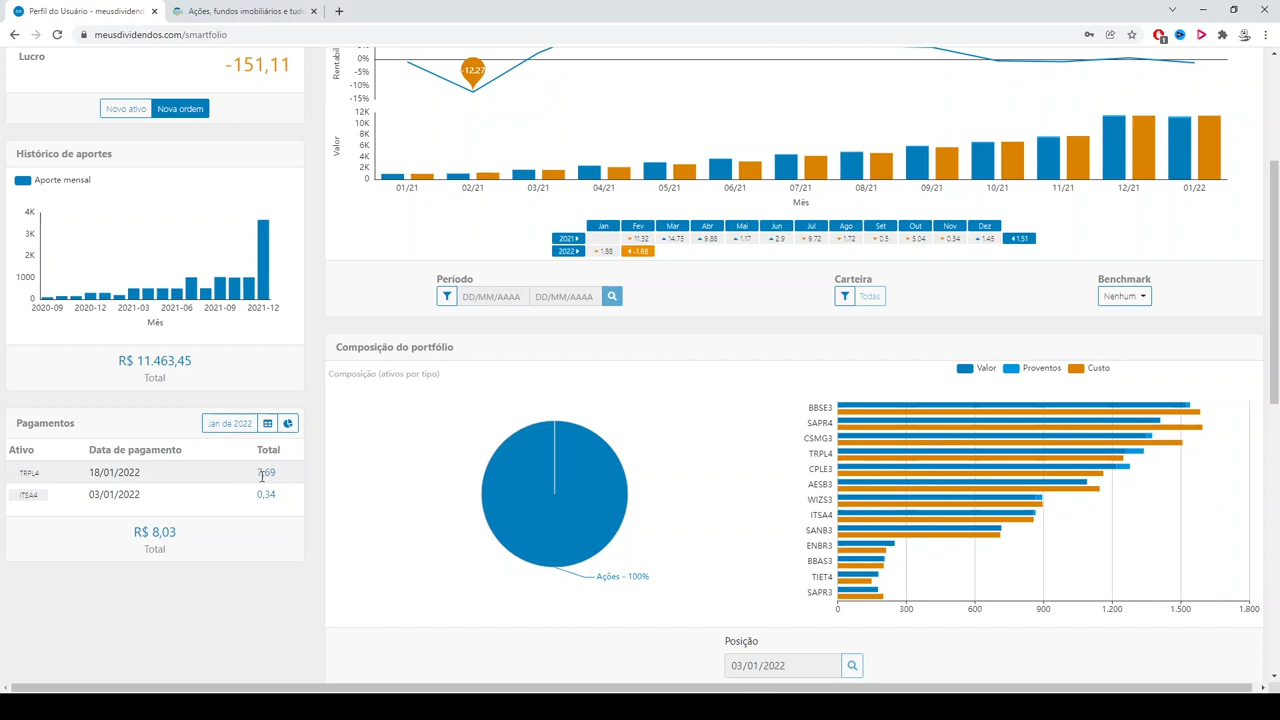 Perfil do Usuário - meusdividend
Ações, fundos imobiliários e tud
meusdividendos.com/smartfolio
Lucro
-151,11
Novo ativo
Nova ordem
Histórico de aportes
Aporte mensal
4K
3K
2K
1000
0
2020-09 2020-12 2021-03 2021-06 2021-09 2021-12
Mês
R$ 11.463,45
Total
Pagamentos
Jan de 2022
Ativo Data de pagamento Total
TRPL4 18/01/2022 7,69
ITSA4 03/01/2022 0,34
R$ 8,03
Total
Rentabil
0%
-5%
-10%
-15%
-12,27
Valor
12K
10K
8K
6K
4K
2K
0
01/21 02/21 03/21 04/21 05/21 06/21 07/21 08/21 09/21 10/21 11/21 12/21 01/22
Mês
Jan Fev Mar Abr Mai Jun Jul Ago Set Out Nov Dez
2021 11.32 14.73 9.88 1.17 2.9 9.72 1.72 0.5 5.04 0.34 1.45 1.51
2022 1.88 -1.88
Período
DD/MM/AAAA DD/MM/AAAA
Carteira
Todas
Benchmark
Nenhum
Composição do portfólio
Composição (ativos por tipo)
Ações - 100%
Valor Proventos Custo
BBSE3
SAPR4
CSMG3
TRPL4
CPLE3
AESB3
WIZS3
ITSA4
SANB3
ENBR3
BBAS3
TIET4
SAPR3
0 300 600 900 1.200 1.500 1.800
Posição
03/01/2022